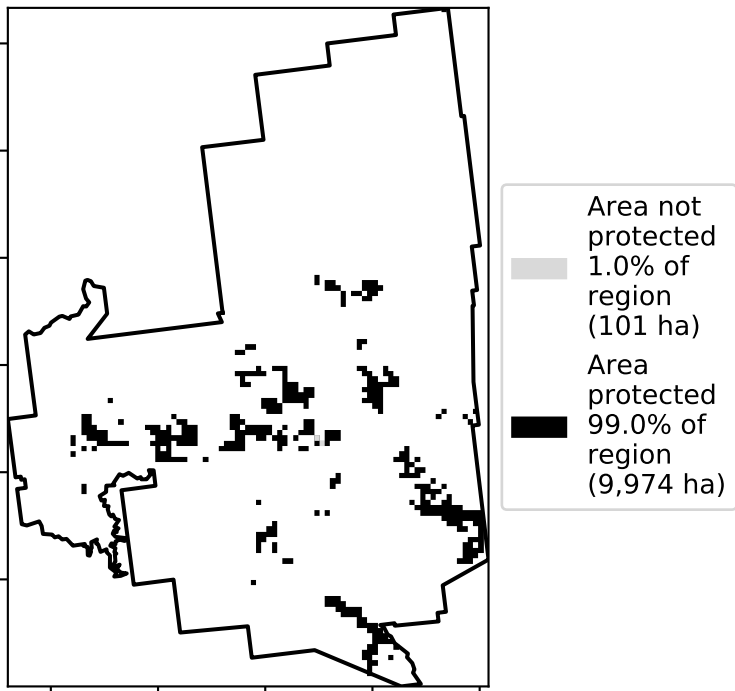 Area not
protected
1.0% of
region
(101 ha)
Area
protected
99.0% of
region
(9,974 ha)